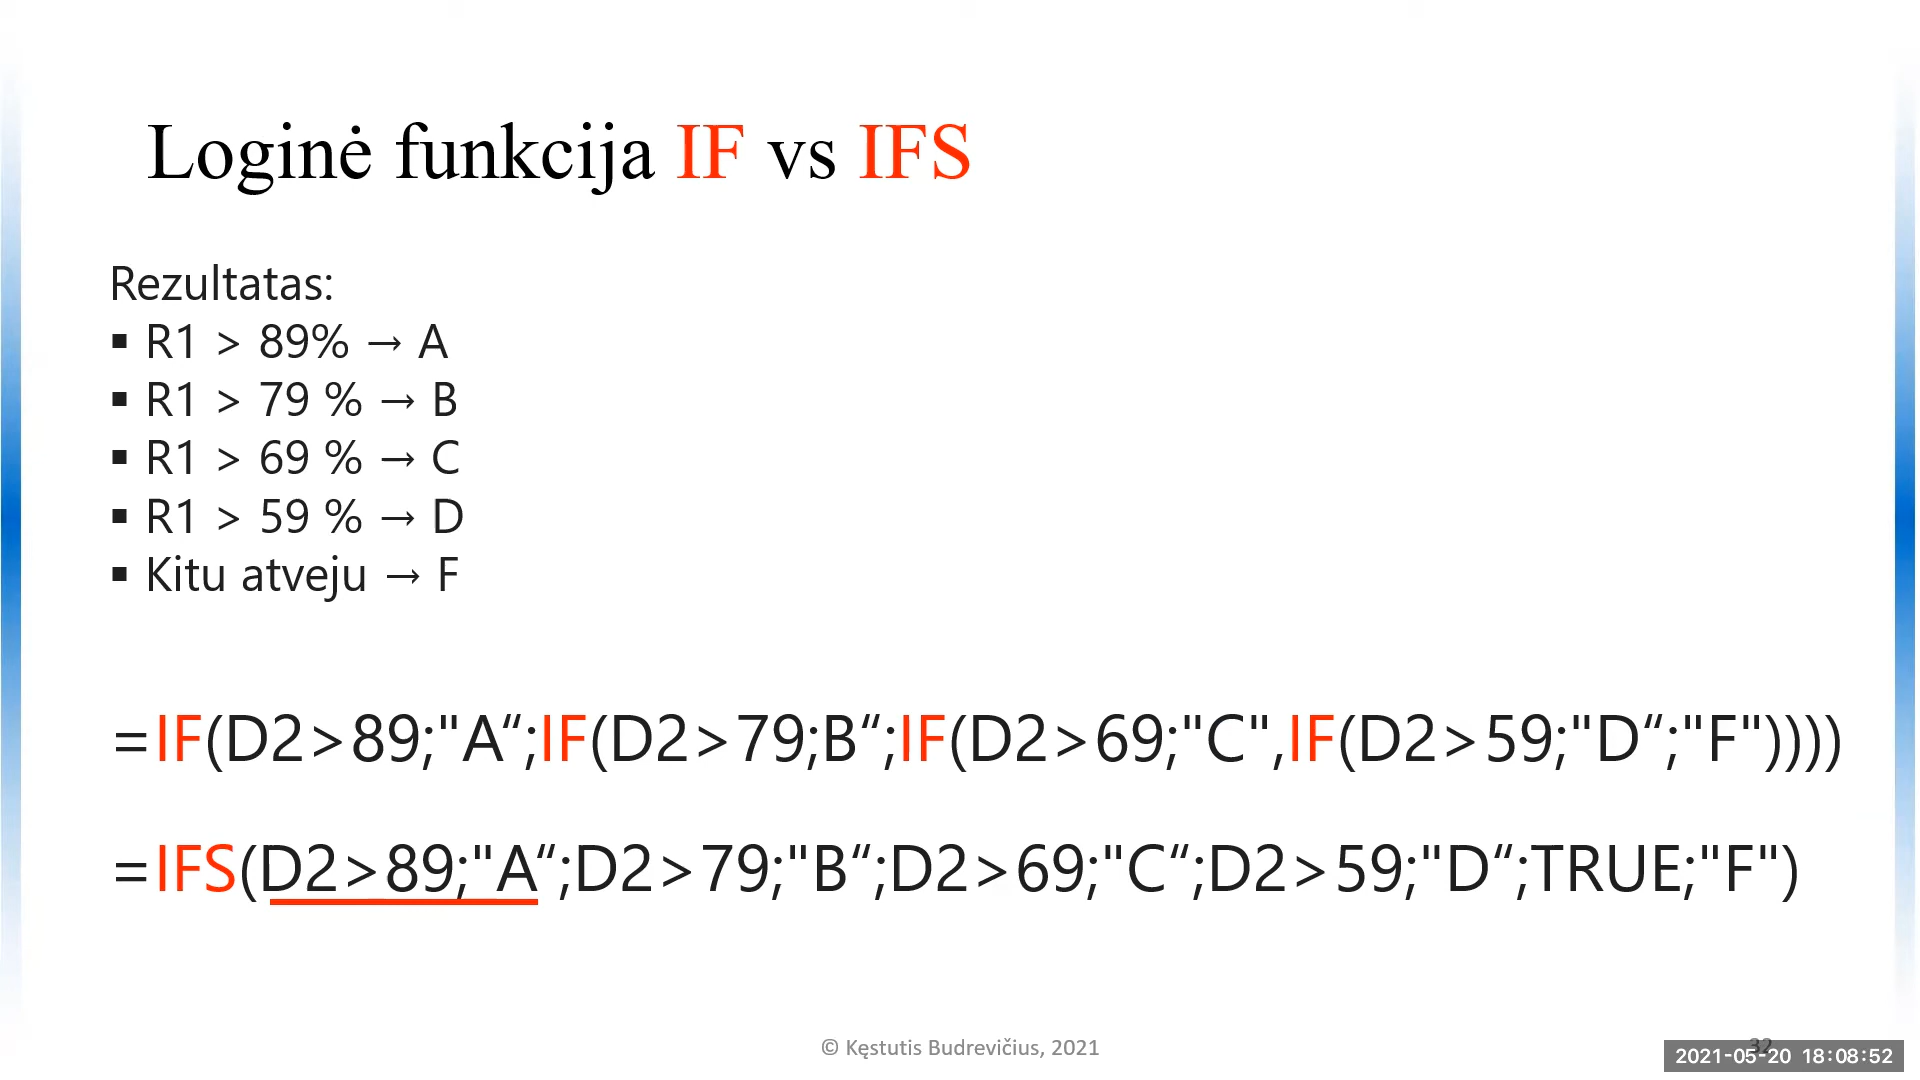 Loginė funkcija IF vs IFS
Rezultatas:
▪ R1 > 89% → A
▪ R1 > 79 % → B
▪ R1 > 69 % → C
▪ R1 > 59 % → D
▪ Kitu atveju → F
=IF(D2>89;"A“;IF(D2>79;B“;IF(D2>69;"C",IF(D2>59;"D“;"F"))))
=IFS(D2>89;"A“;D2>79;"B“;D2>69;"C“;D2>59;"D“;TRUE;"F")
© Kęstutis Budrevičius, 2021
32
2021-05-20 18:08:52